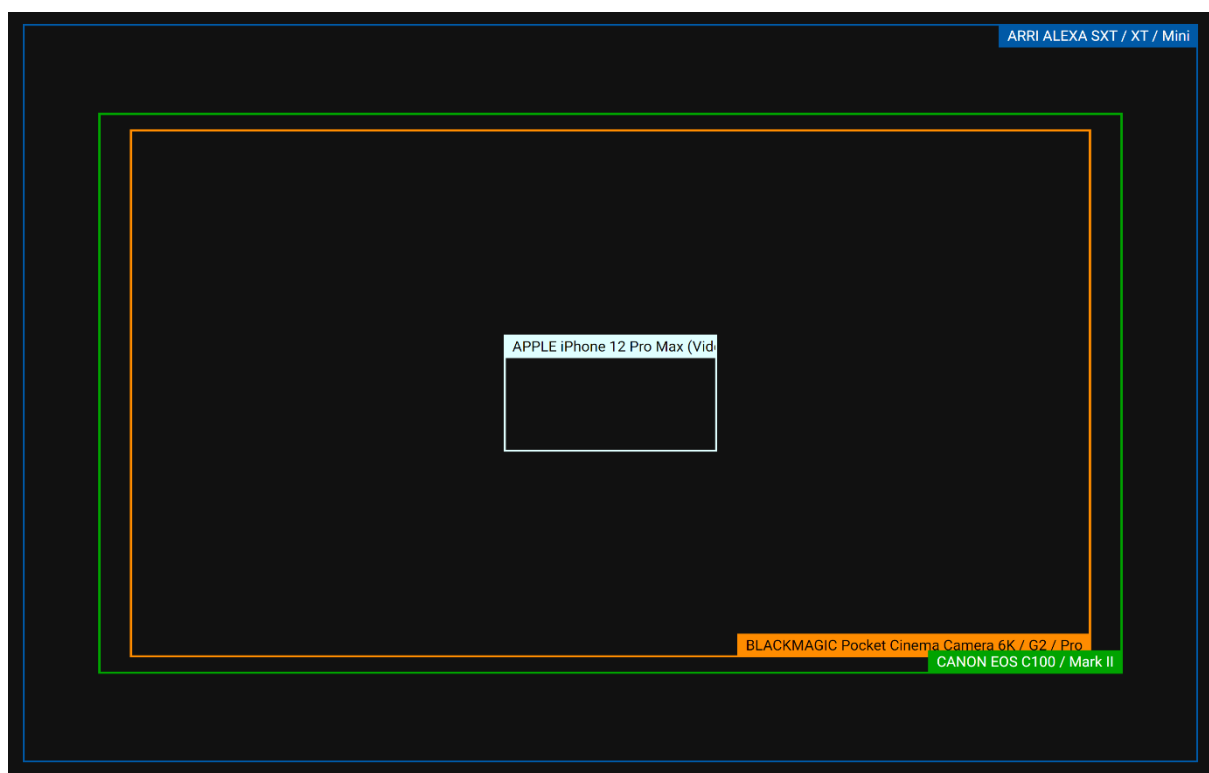 ARRI ALEXA SXT / XT / Mini
APPLE iPhone 12 Pro Max (Vid
BLACKMAGIC Pocket Cinema Camera 6K / G2 / Pro
CANON EOS C100 / Mark II